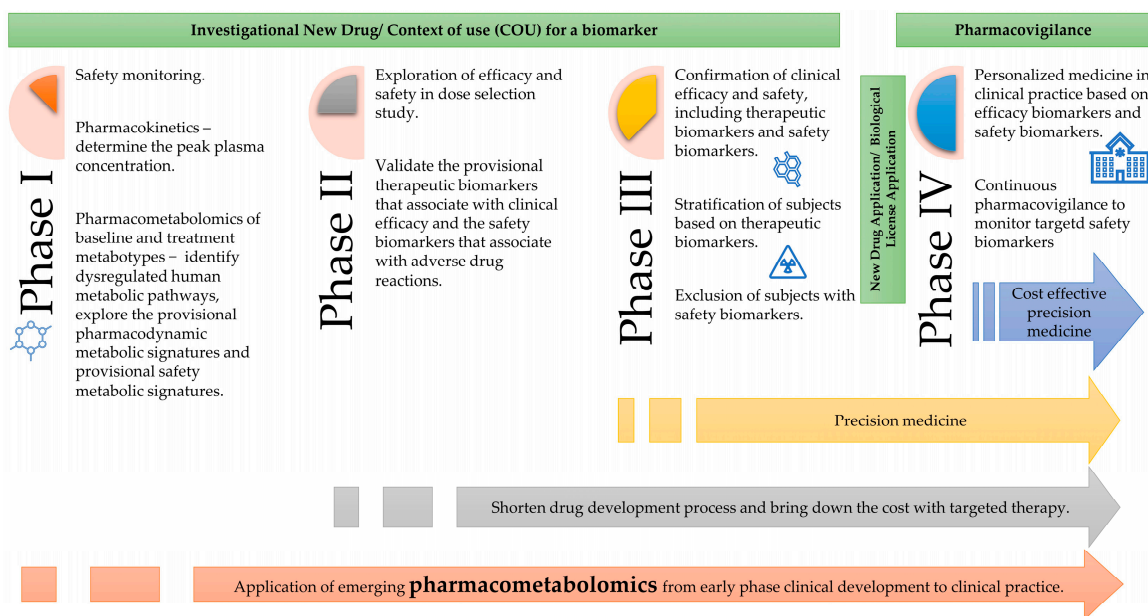 Investigational New Drug/ Context of use (COU) for a biomarker
Pharmacovigilance
Phase I
Safety monitoring.
Pharmacokinetics –
determine the peak plasma
concentration.
Pharmacometabolomics of
baseline and treatment
metabotypes – identify
dysregulated human
metabolic pathways,
explore the provisional
pharmacodynamic
metabolic signatures and
provisional safety
metabolic signatures.
Phase II
Exploration of efficacy and
safety in dose selection
study.
Validate the provisional
therapeutic biomarkers
that associate with clinical
efficacy and the safety
biomarkers that associate
with adverse drug
reactions.
Phase III
Confirmation of clinical
efficacy and safety,
including therapeutic
biomarkers and safety
biomarkers.
Stratification of subjects
based on therapeutic
biomarkers.
Exclusion of subjects with
safety biomarkers.
New Drug Application/ Biological
License Application
Phase IV
Personalized medicine in
clinical practice based on
efficacy biomarkers and
safety biomarkers.
Continuous
pharmacovigilance to
monitor targetd safety
biomarkers
Cost effective
precision
medicine
Precision medicine
Shorten drug development process and bring down the cost with targeted therapy.
Application of emerging pharmacometabolomics from early phase clinical development to clinical practice.